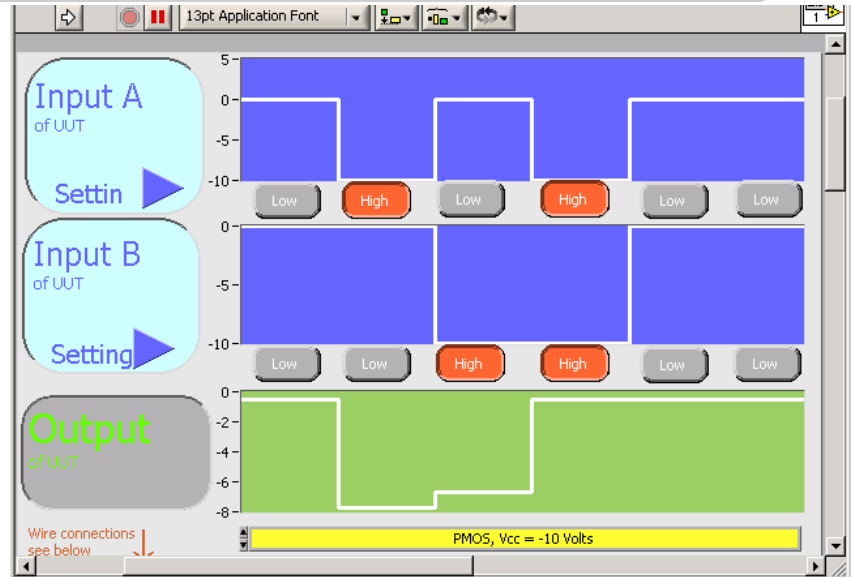 13pt Application Font
1
Input A
of UUT
Settin
5
0
-5
-10
Low High Low High Low Low
Input B
of UUT
Setting
0
-5
-10
Low Low High High Low Low
Output
of UUT
0
-2
-4
-6
-8
Wire connections
see below
PMOS, Vcc = -10 Volts